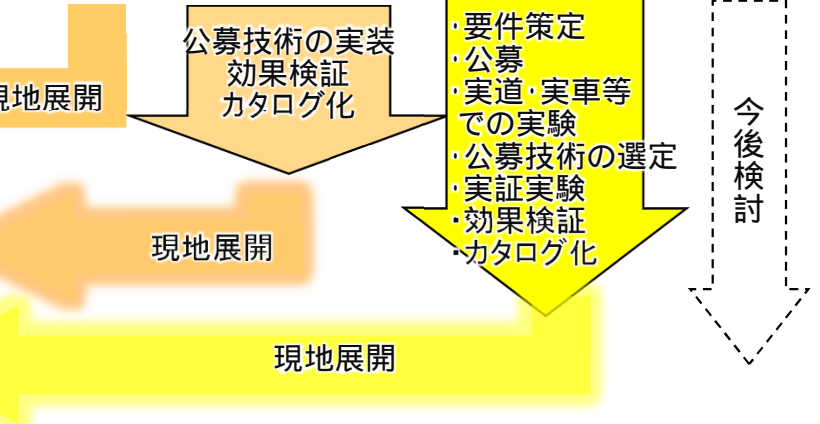 公募技術の実装
効果検証
カタログ化
・要件策定
・公募
・実道・実車等
での実験
・公募技術の選定
・実証実験
・効果検証
・カタログ化
今後検討
現地展開
現地展開
現地展開